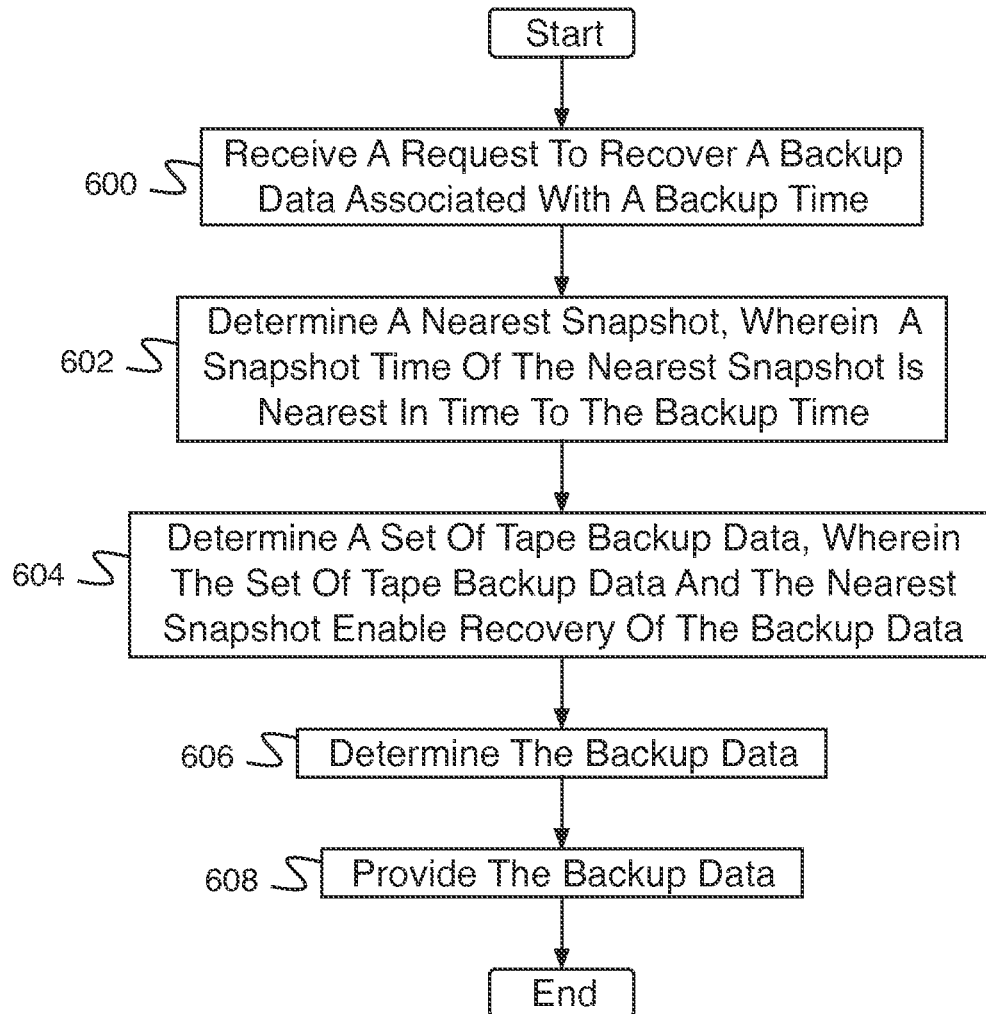 Start
600
Receive A Request To Recover A Backup
Data Associated With A Backup Time
602
Determine A Nearest Snapshot, Wherein A
Snapshot Time Of The Nearest Snapshot Is
Nearest In Time To The Backup Time
604
Determine A Set Of Tape Backup Data, Wherein
The Set Of Tape Backup Data And The Nearest
Snapshot Enable Recovery Of The Backup Data
606
Determine The Backup Data
608
Provide The Backup Data
End